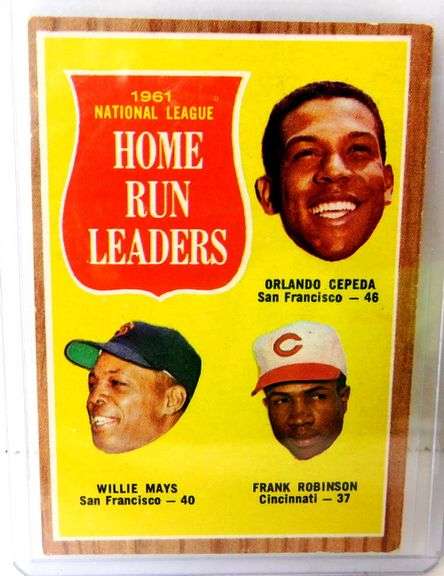 1961
NATIONAL LEAGUE
HOME
RUN
LEADERS
ORLANDO CEPEDA
San Francisco — 46
C
WILLIE MAYS
San Francisco — 40
FRANK ROBINSON
Cincinnati — 37